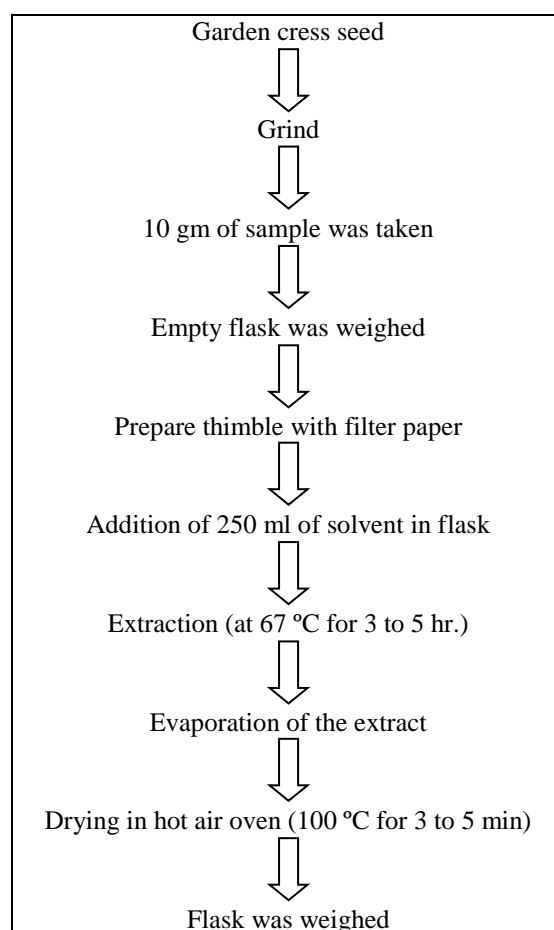 Garden cress seed
Grind
10 gm of sample was taken
Empty flask was weighed
Prepare thimble with filter paper
Addition of 250 ml of solvent in flask
Extraction (at 67 ºC for 3 to 5 hr.)
Evaporation of the extract
Drying in hot air oven (100 ºC for 3 to 5 min)
Flask was weighed